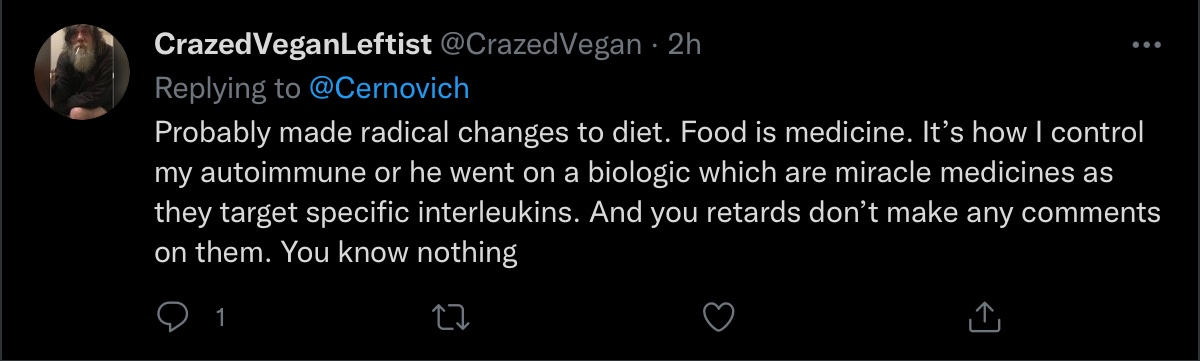 CrazedVeganLeftist @CrazedVegan · 2h
Replying to @Cernovich
Probably made radical changes to diet. Food is medicine. It’s how I control
my autoimmune or he went on a biologic which are miracle medicines as
they target specific interleukins. And you retards don’t make any comments
on them. You know nothing
1